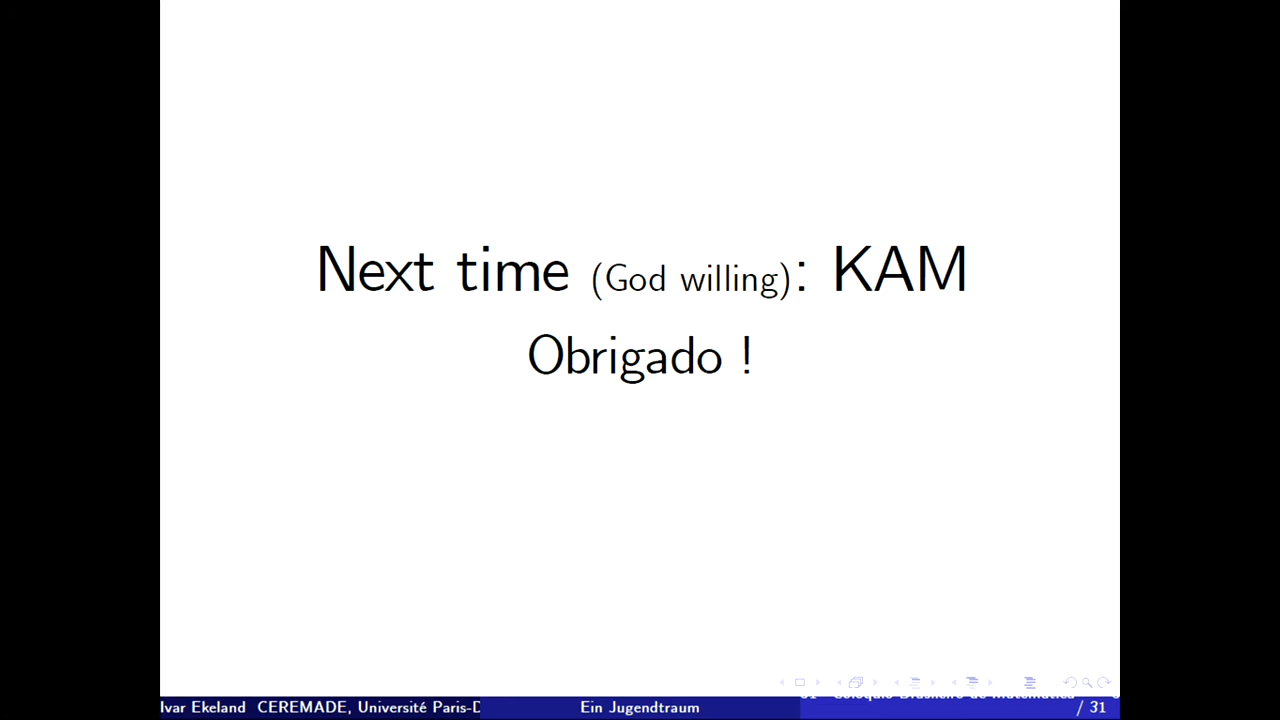 Next time (God willing): KAM
Obrigado !
Ivar Ekeland CEREMADE, Université Paris-D
Ein Jugendtraum
/ 31